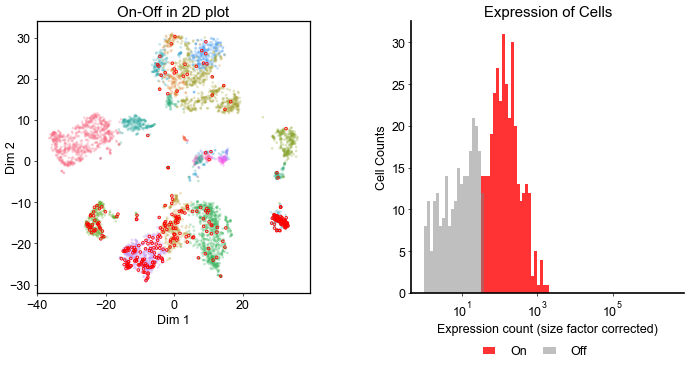 On-Off in 2D plot
30
20
10
0
−10
−20
−30
Dim 2
−40
−20
0
20
Dim 1
Expression of Cells
30
25
20
15
10
5
0
Cell Counts
10^1
10^3
10^5
Expression count (size factor corrected)
On
Off